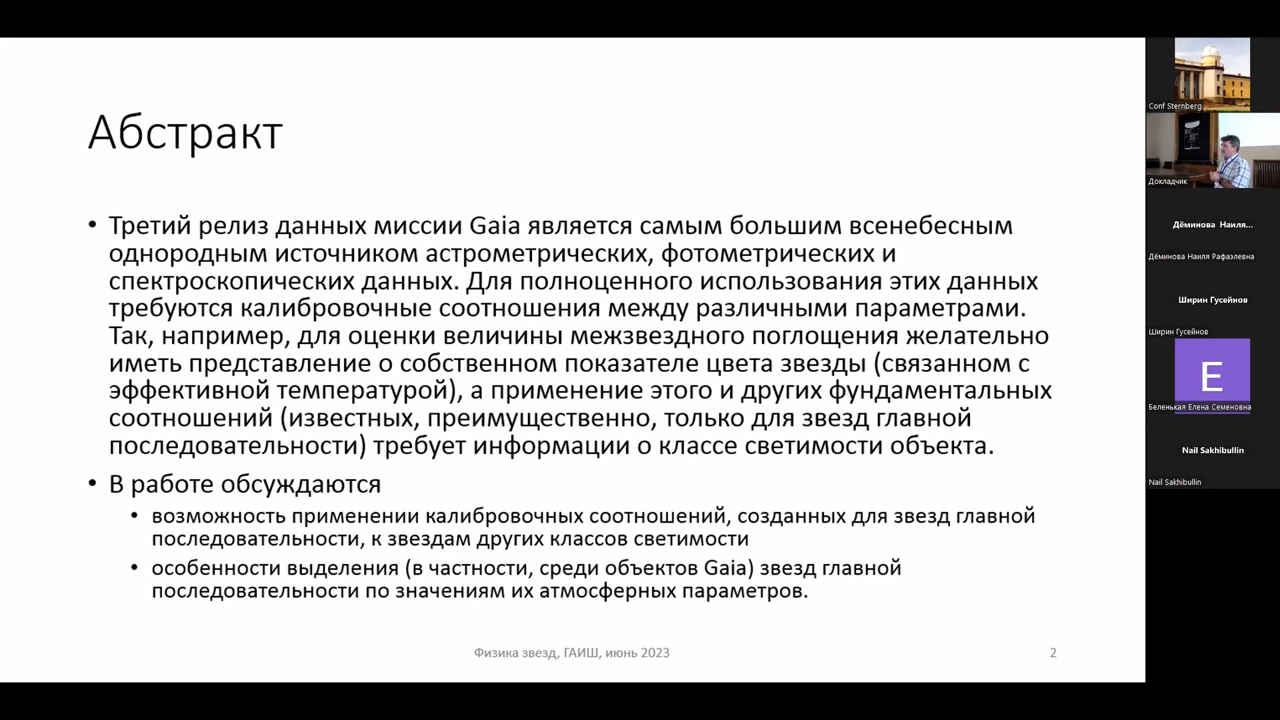 Абстракт
• Третий релиз данных миссии Gaia является самым большим всенебесным
однородным источником астрометрических, фотометрических и
спектроскопических данных. Для полноценного использования этих данных
требуются калибровочные соотношения между различными параметрами.
Так, например, для оценки величины межзвездного поглощения желательно
иметь представление о собственном показателе цвета звезды (связанном с
эффективной температурой), а применение этого и других фундаментальных
соотношений (известных, преимущественно, только для звезд главной
последовательности) требует информации о классе светимости объекта.
• В работе обсуждаются
• возможность применении калибровочных соотношений, созданных для звезд главной
последовательности, к звездам других классов светимости
• особенности выделения (в частности, среди объектов Gaia) звезд главной
последовательности по значениям их атмосферных параметров.
Физика звезд, ГАИШ, июнь 2023
2
Conf Sternberg
Докладчик
Дёминова Наиля...
Дёминова Наиля Рафаэлевна
Ширин Гусейнов
Ширин Гусейнов
E
Беленькая Елена Семеновна
Nail Sakhibullin
Nail Sakhibullin